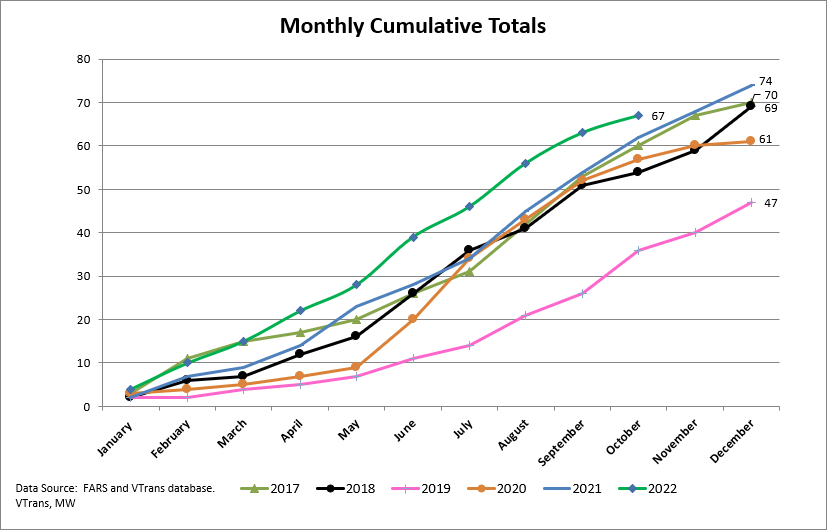 Monthly Cumulative Totals
80
70
60
50
40
30
20
10
0
74
70
69
67
61
47
January
February
March
April
May
June
July
August
September
October
November
December
Data Source:  FARS and VTrans database.
VTrans, MW
2017 2018 2019 2020 2021 2022